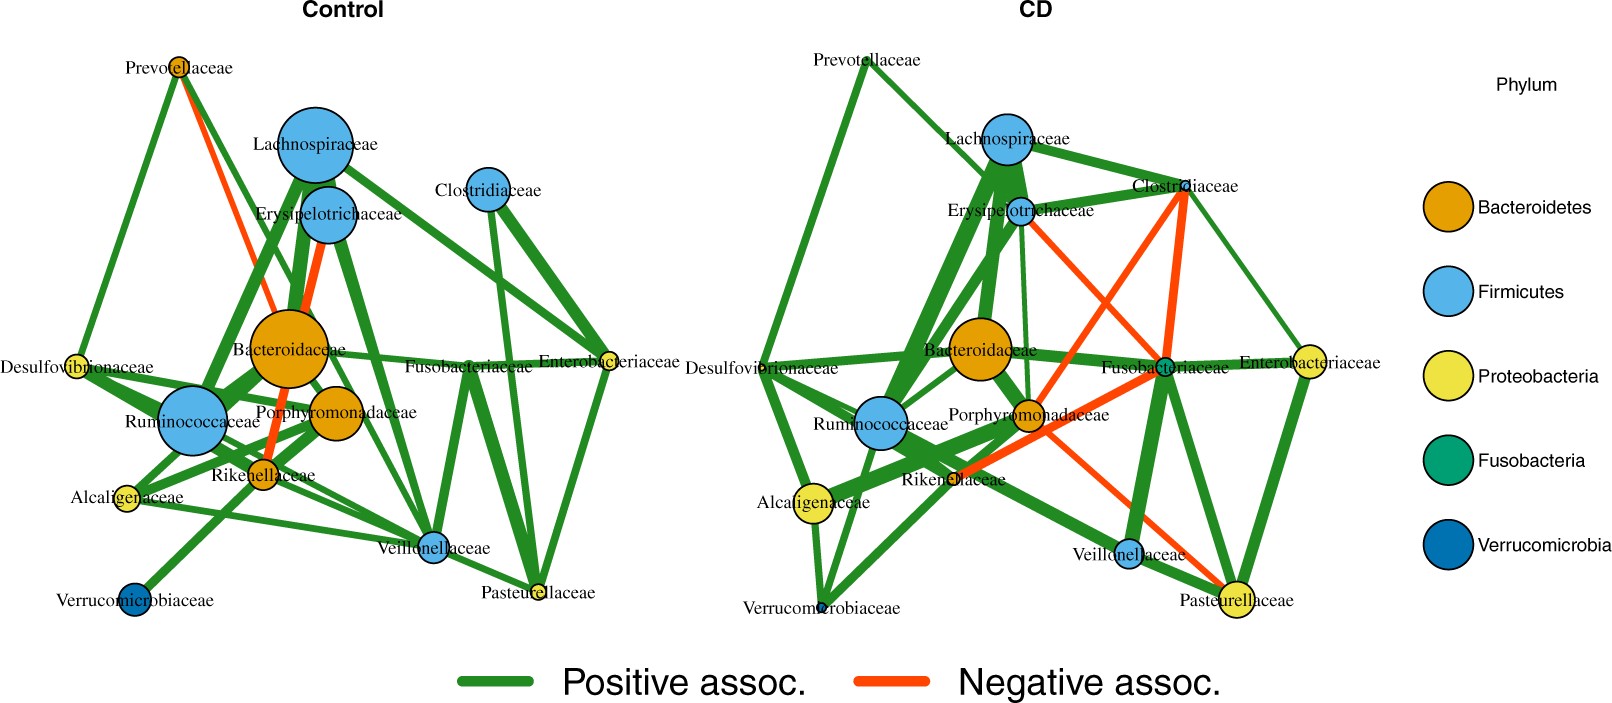 Control
CD
Prevotellaceae
Lachnospiraceae
Clostridiaceae
Erysipelotrichaceae
Bacteroidaceae
Desulfovibrionaceae
Fusobacteriaceae
Enterobacteriaceae
Porphyromonadaceae
Ruminococcaceae
Rikenellaceae
Alcaligenaceae
Veillonellaceae
Pasteurellaceae
Verrucomicrobiaceae
Prevotellaceae
Lachnospiraceae
Clostridiaceae
Erysipelotrichaceae
Bacteroidaceae
Desulfovibrionaceae
Fusobacteriaceae
Enterobacteriaceae
Porphyromonadaceae
Ruminococcaceae
Rikenellaceae
Alcaligenaceae
Veillonellaceae
Pasteurellaceae
Verrucomicrobiaceae
Phylum
Bacteroidetes
Firmicutes
Proteobacteria
Fusobacteria
Verrucomicrobia
Positive assoc.
Negative assoc.